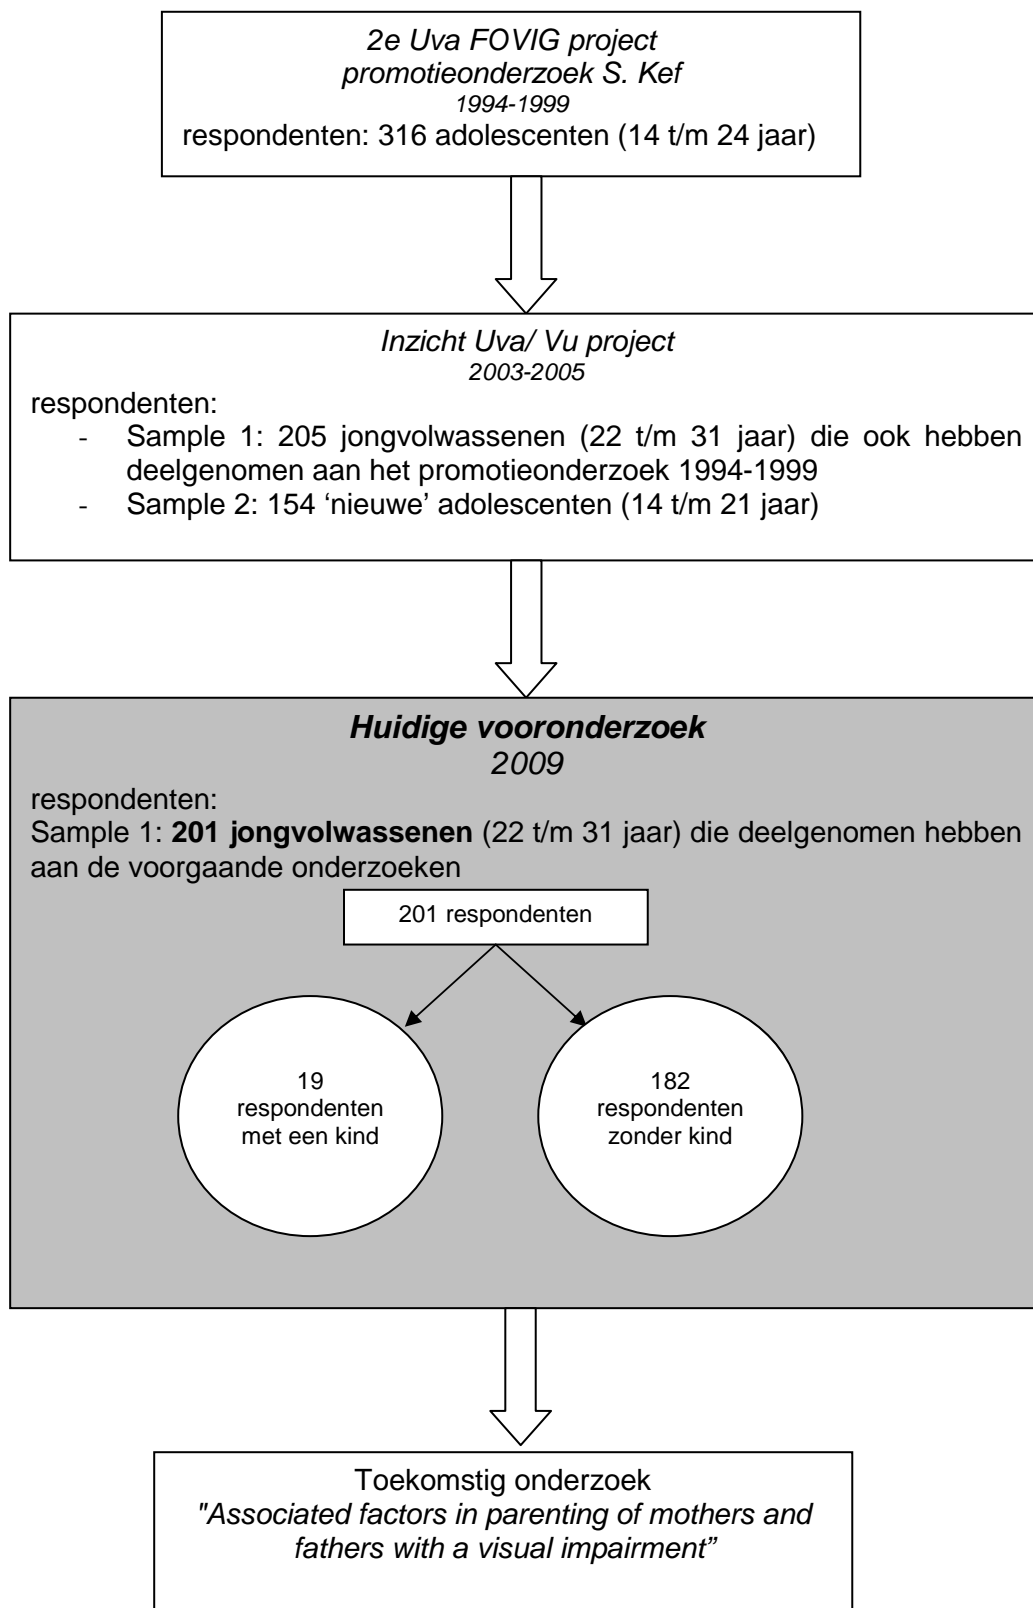 2e Uva FOVIG project
promotieonderzoek S. Kef
1994-1999
respondenten: 316 adolescenten (14 t/m 24 jaar)
Inzicht Uva/ Vu project
2003-2005
respondenten:
- Sample 1: 205 jongvolwassenen (22 t/m 31 jaar) die ook hebben
deelgenomen aan het promotieonderzoek 1994-1999
- Sample 2: 154 ‘nieuwe’ adolescenten (14 t/m 21 jaar)
Huidige vooronderzoek
2009
respondenten:
Sample 1: 201 jongvolwassenen (22 t/m 31 jaar) die deelgenomen hebben
aan de voorgaande onderzoeken
201 respondenten
19
respondenten
met een kind
182
respondenten
zonder kind
Toekomstig onderzoek
"Associated factors in parenting of mothers and
fathers with a visual impairment”